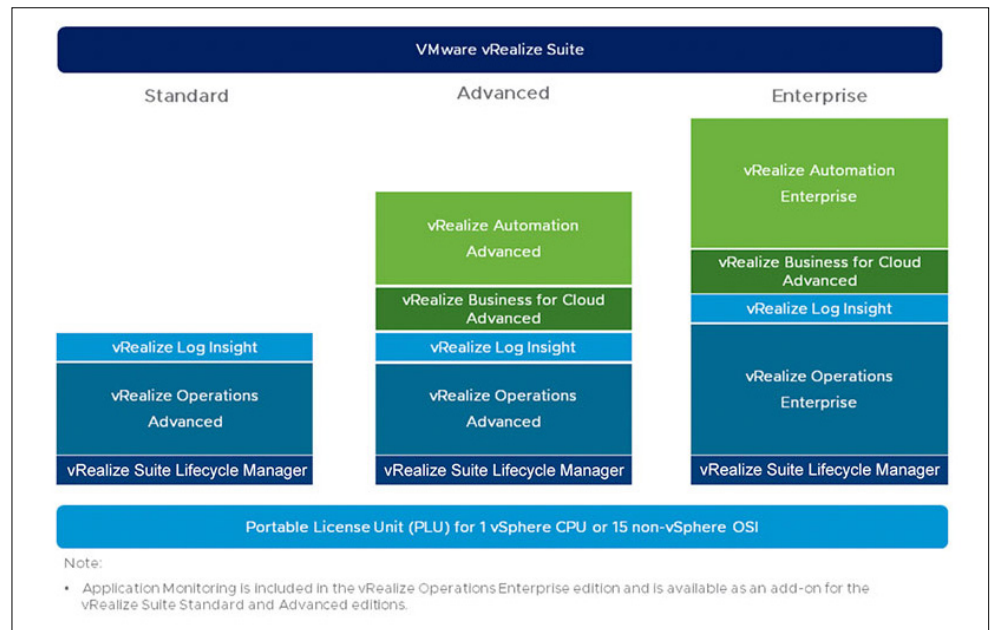 VMware vRealize Suite
Standard
Advanced
Enterprise
vRealize Log Insight
vRealize Operations
Advanced
vRealize Suite Lifecycle Manager
vRealize Automation
Advanced
vRealize Business for Cloud
Advanced
vRealize Log Insight
vRealize Operations
Advanced
vRealize Suite Lifecycle Manager
vRealize Automation
Enterprise
vRealize Business for Cloud
Advanced
vRealize Log Insight
vRealize Operations
Enterprise
vRealize Suite Lifecycle Manager
Portable License Unit (PLU) for 1 vSphere CPU or 15 non-vSphere OSI
Note:
• Application Monitoring is included in the vRealize Operations Enterprise edition and is available as an add-on for the
vRealize Suite Standard and Advanced editions.